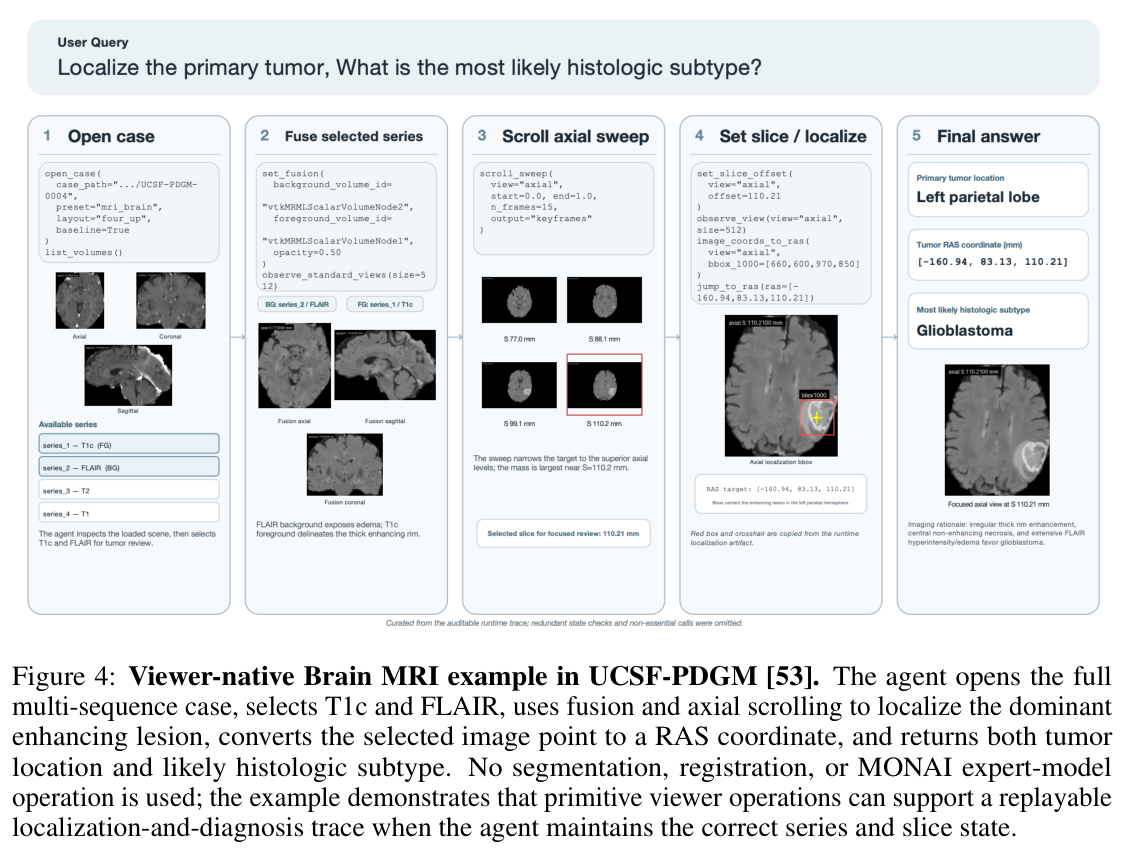 User Query
Localize the primary tumor, What is the most likely histologic subtype?
1 Open case
open_case(
case_path=".../UCSF-PDGM-
0004",
preset="mri_brain",
layout="four_up",
baseline=True
)
list_volumes()
Axial
Coronal
Sagittal
Available series
series_1 — T1c (FG)
series_2 — FLAIR (BG)
series_3 — T2
series_4 — T1
The agent inspects the loaded scene, then selects
T1c and FLAIR for tumor review.
2 Fuse selected series
set_fusion(
background_volume_id=
"vtkMRMLScalarVolumeNode2",
foreground_volume_id=
"vtkMRMLScalarVolumeNode1",
opacity=0.50
)
observe_standard_views(size=5
12)
BG: series_2 / FLAIR
FG: series_1 / T1c
Fusion axial
Fusion sagittal
Fusion coronal
FLAIR background exposes edema; T1c
foreground delineates the thick enhancing rim.
3 Scroll axial sweep
scroll_sweep(
view="axial",
start=0.0, end=1.0,
n_frames=15,
output="keyframes"
)
S 77.0 mm
S 88.1 mm
S 99.1 mm
S 110.2 mm
The sweep narrows the target to the superior axial
levels; the mass is largest near S=110.2 mm.
Selected slice for focused review: 110.21 mm
4 Set slice / localize
set_slice_offset(
view="axial",
offset=110.21
)
observe_view(view="axial",
size=512)
image_coords_to_ras(
view="axial",
bbox_1000=[660,600,970,850]
)
jump_to_ras(ras=[-
160.94,83.13,110.21])
axial S: 110.2100 mm
bbox1000
Axial localization bbox
RAS target: [-160.94, 83.13, 110.21]
Bbox centers the enhancing lesion in the left parietal hemisphere.
Red box and crosshair are copied from the runtime
localization artifact.
5 Final answer
Primary tumor location
Left parietal lobe
Tumor RAS coordinate (mm)
[-160.94, 83.13, 110.21]
Most likely histologic subtype
Glioblastoma
axial S: 110.2100 mm
Focused axial view at S 110.21 mm
Imaging rationale: irregular thick rim enhancement,
central non-enhancing necrosis, and extensive FLAIR
hyperintensity/edema favor glioblastoma.
Curated from the auditable runtime trace; redundant state checks and non-essential calls were omitted.
Figure 4: Viewer-native Brain MRI example in UCSF-PDGM [53]. The agent opens the full
multi-sequence case, selects T1c and FLAIR, uses fusion and axial scrolling to localize the dominant
enhancing lesion, converts the selected image point to a RAS coordinate, and returns both tumor
location and likely histologic subtype. No segmentation, registration, or MONAI expert-model
operation is used; the example demonstrates that primitive viewer operations can support a replayable
localization-and-diagnosis trace when the agent maintains the correct series and slice state.